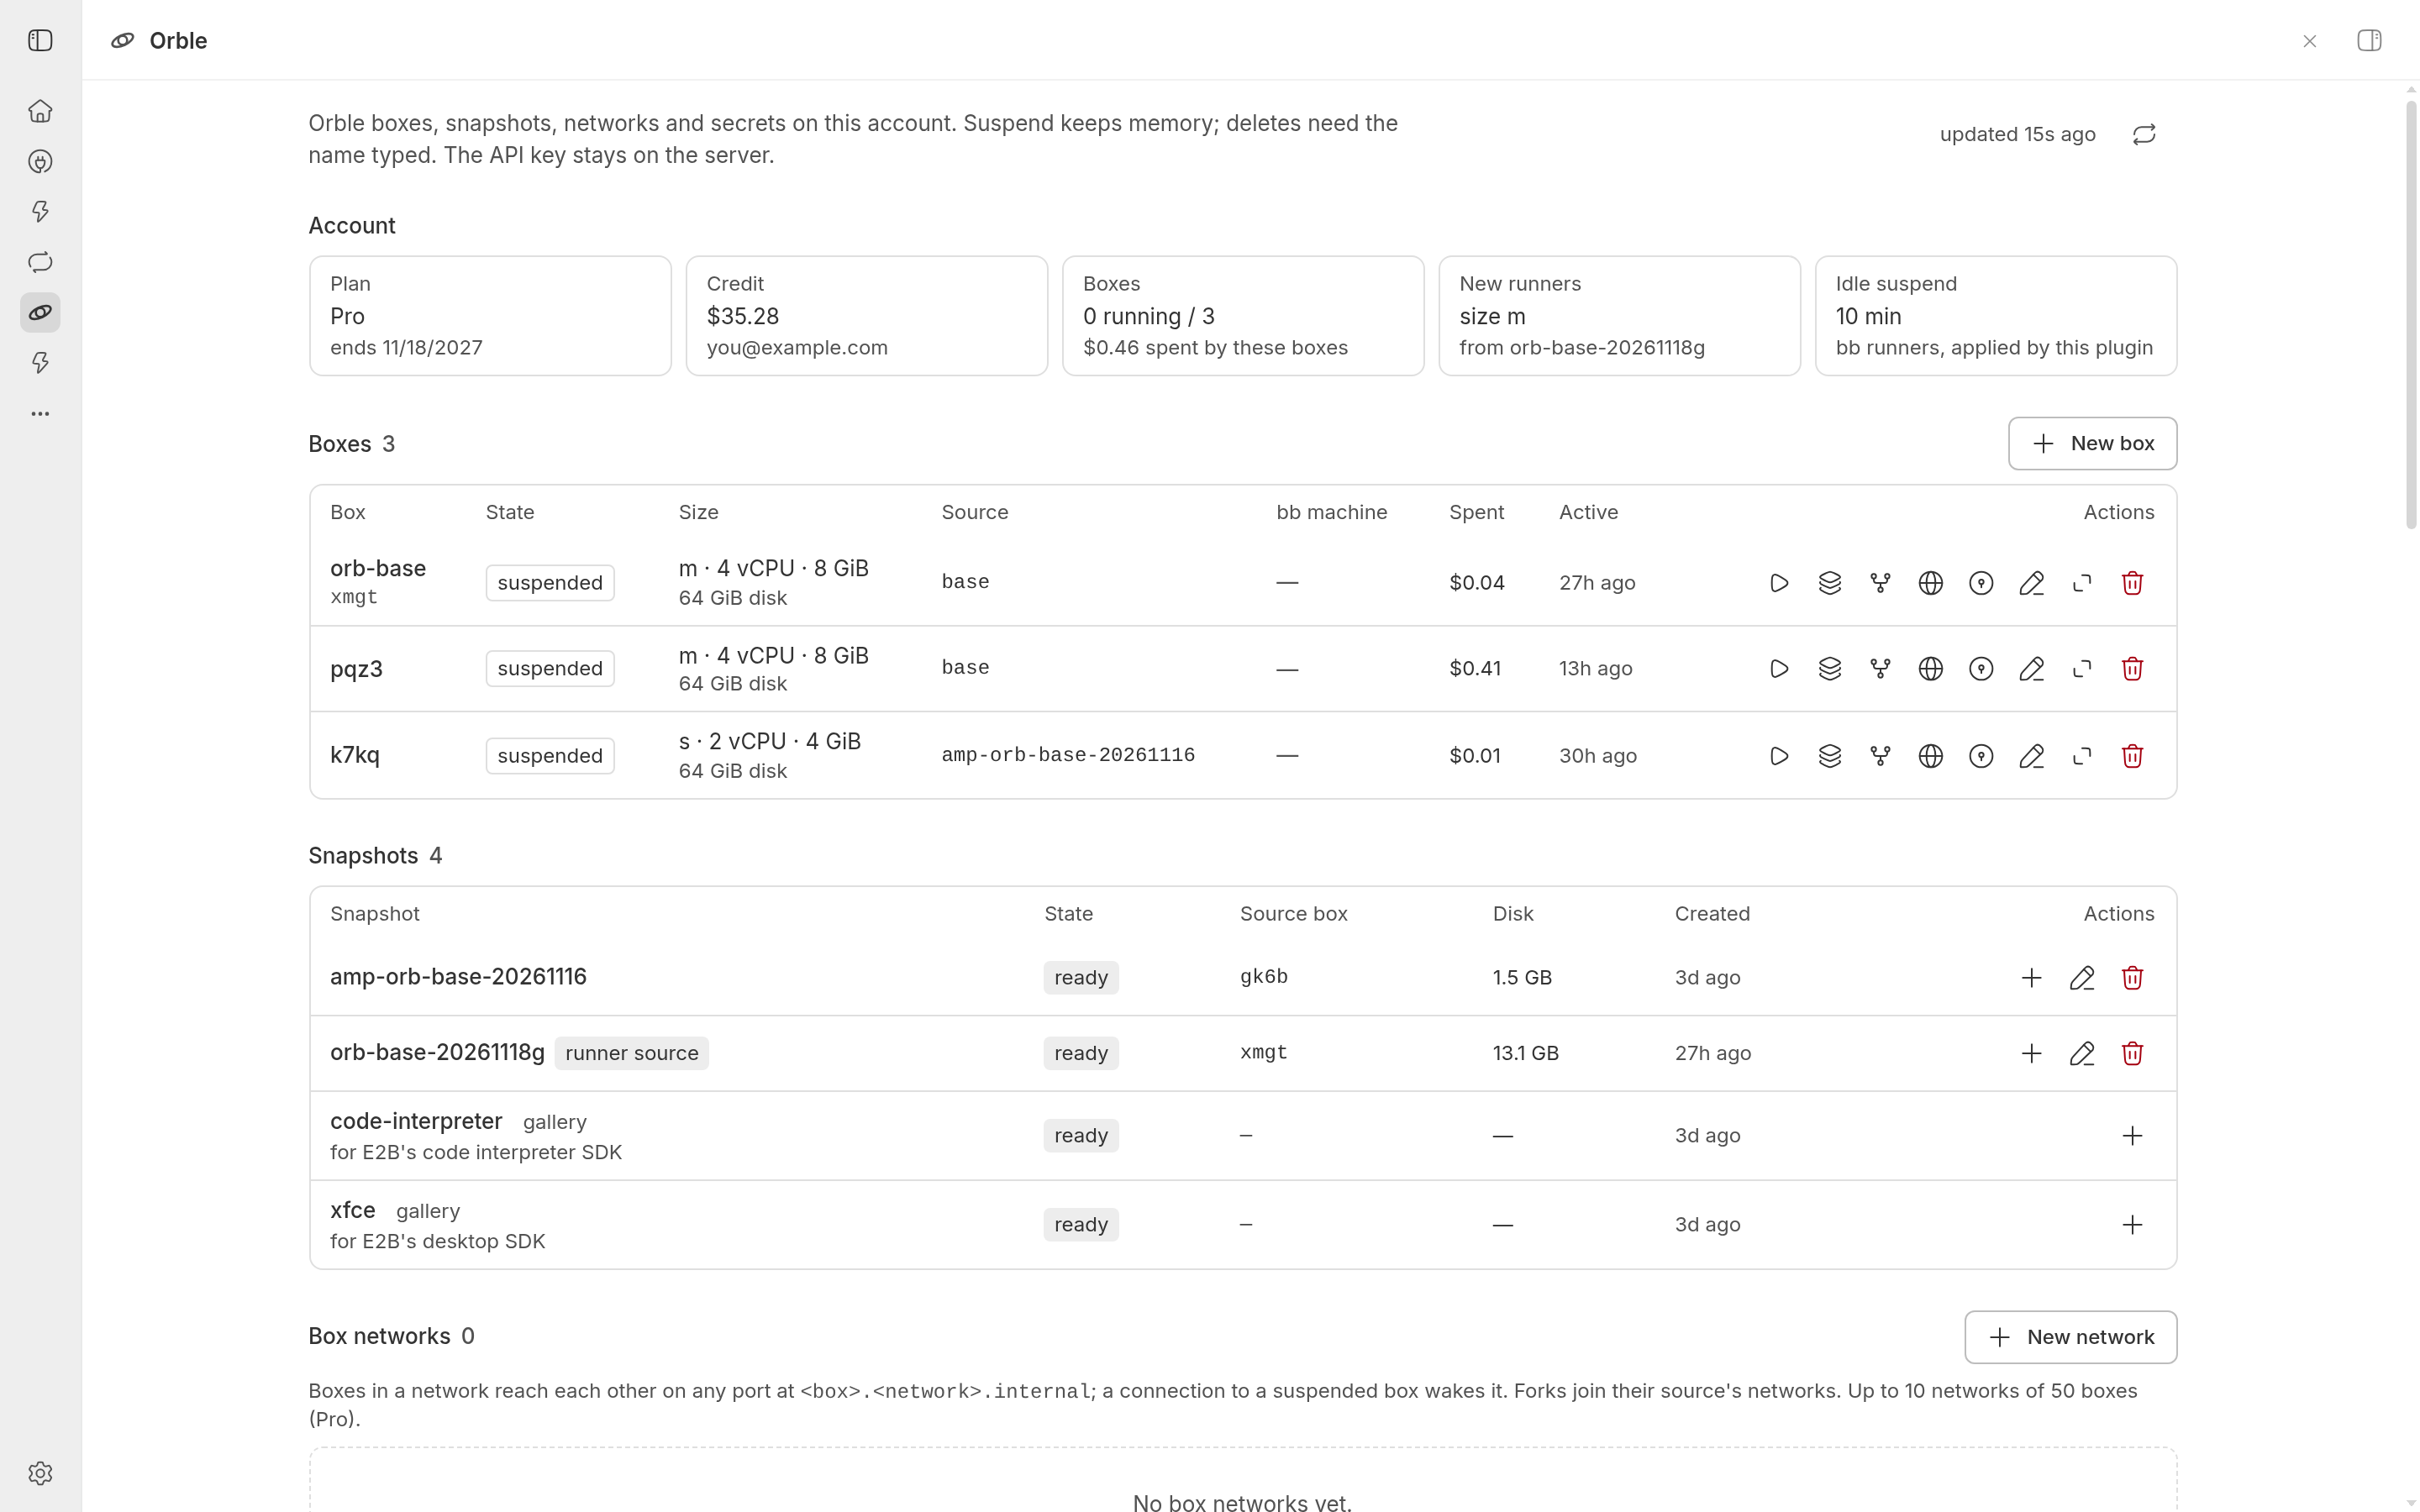 Orble
Orble boxes, snapshots, networks and secrets on this account. Suspend keeps memory; deletes need the
name typed. The API key stays on the server.
updated 15s ago
Account
Plan
Pro
ends 11/18/2027
Credit
$35.28
you@example.com
Boxes
0 running / 3
$0.46 spent by these boxes
New runners
size m
from orb-base-20261118g
Idle suspend
10 min
bb runners, applied by this plugin
Boxes 3
New box
Box State Size Source bb machine Spent Active Actions
orb-base
xmgt
suspended
m · 4 vCPU · 8 GiB
64 GiB disk
base
—
$0.04
27h ago
pqz3
suspended
m · 4 vCPU · 8 GiB
64 GiB disk
base
—
$0.41
13h ago
k7kq
suspended
s · 2 vCPU · 4 GiB
64 GiB disk
amp-orb-base-20261116
—
$0.01
30h ago
Snapshots 4
Snapshot State Source box Disk Created Actions
amp-orb-base-20261116 ready gk6b 1.5 GB 3d ago
orb-base-20261118g runner source ready xmgt 13.1 GB 27h ago
code-interpreter gallery
for E2B's code interpreter SDK
ready – — 3d ago
xfce gallery
for E2B's desktop SDK
ready – — 3d ago
Box networks 0
New network
Boxes in a network reach each other on any port at <box>.<network>.internal; a connection to a suspended box wakes it. Forks join their source's networks. Up to 10 networks of 50 boxes
(Pro).
No box networks yet.